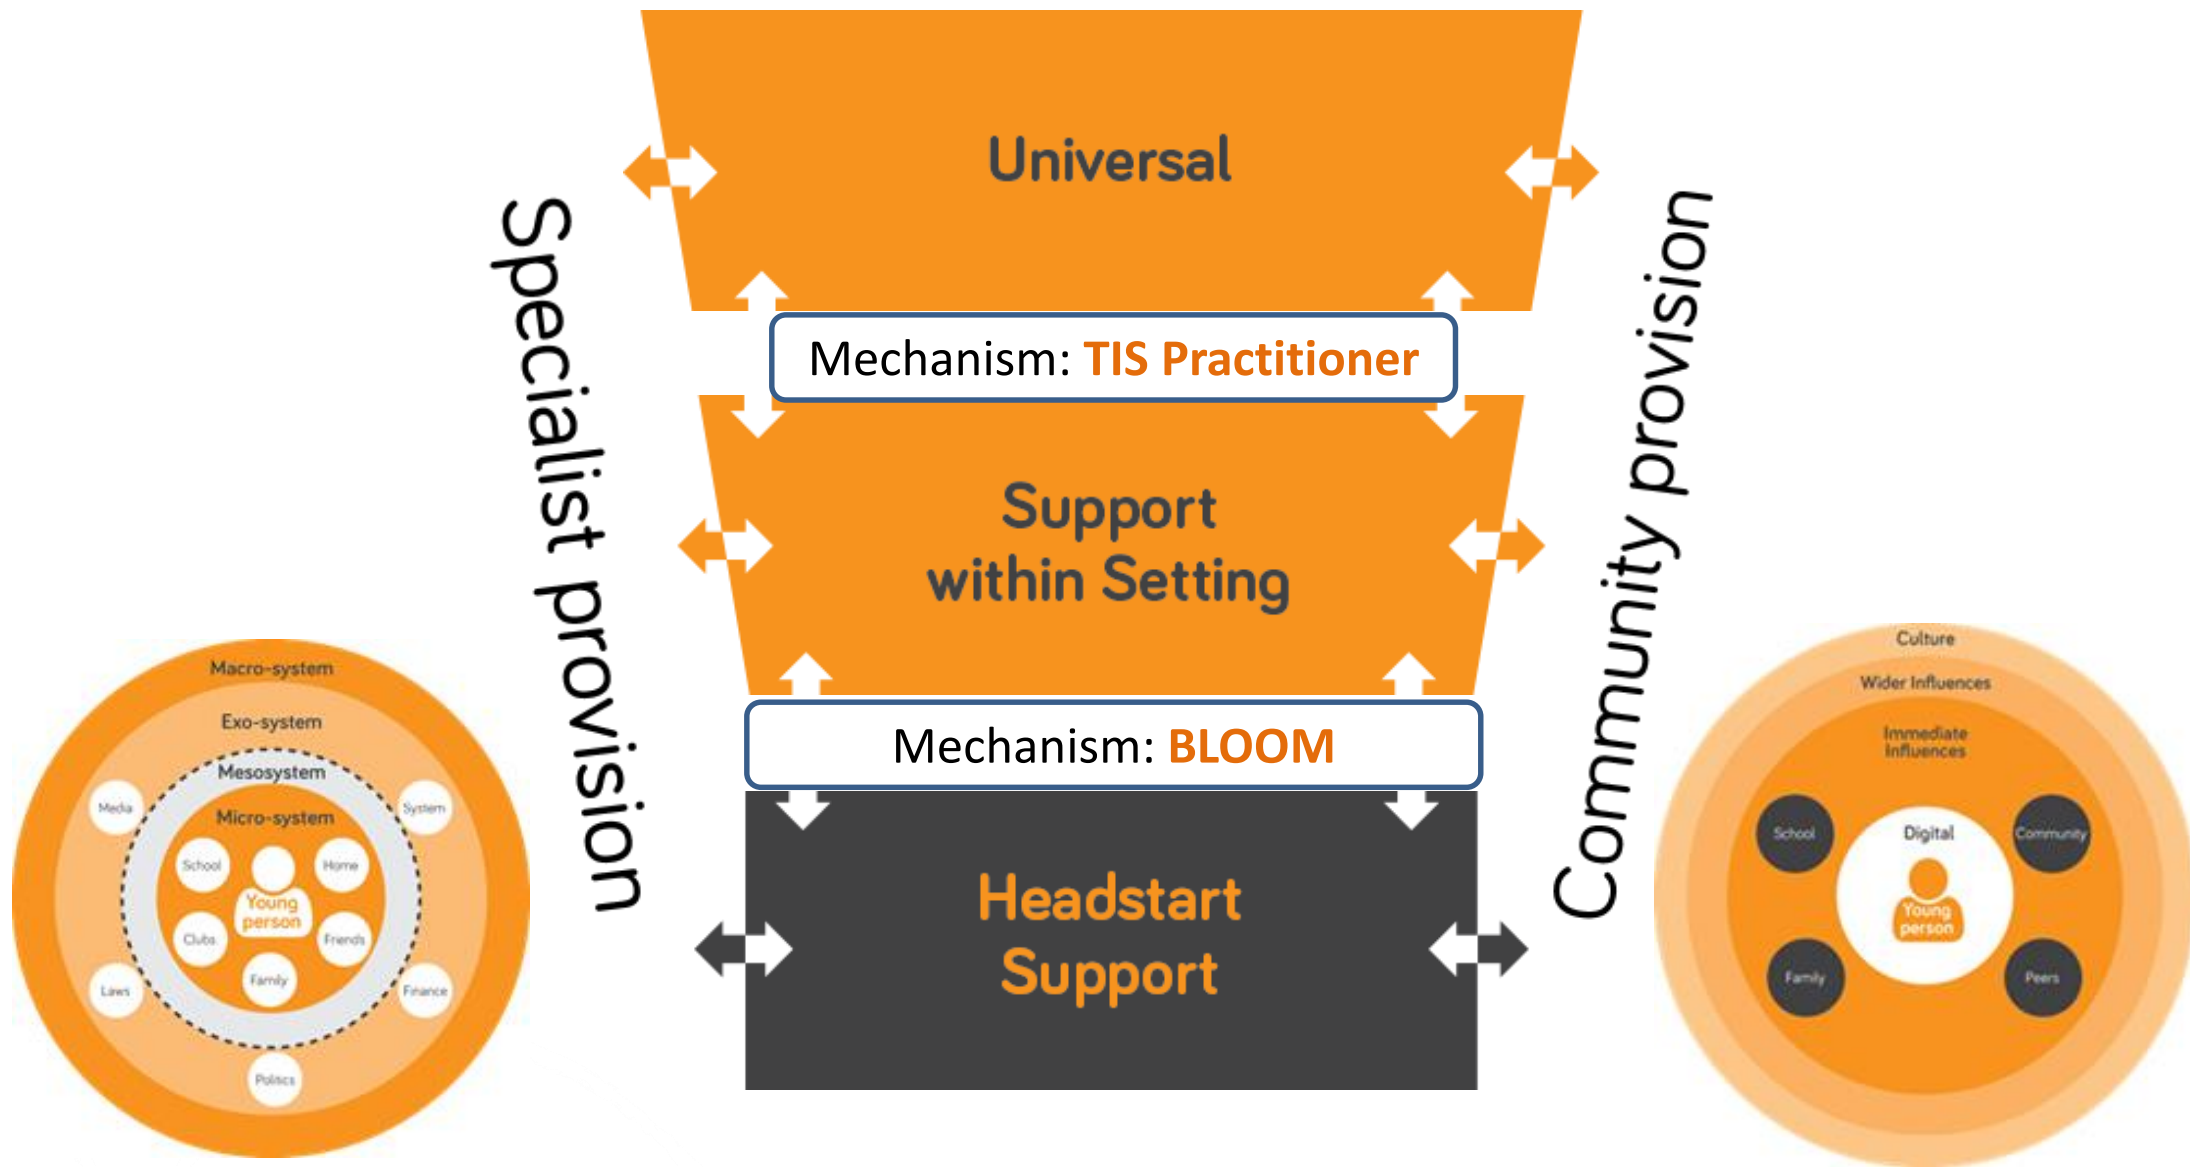 Universal
Mechanism: TIS Practitioner
Support
within Setting
Mechanism: BLOOM
Headstart
Support
Specialist provision
Community provision
Macro-system
Exo-system
Mesosystem
Micro-system
Media
System
School
Home
Young
person
Clubs
Friends
Family
Laws
Finance
Politics
Culture
Wider Influences
Immediate
Influences
School
Digital
Community
Young
person
Family
Peers